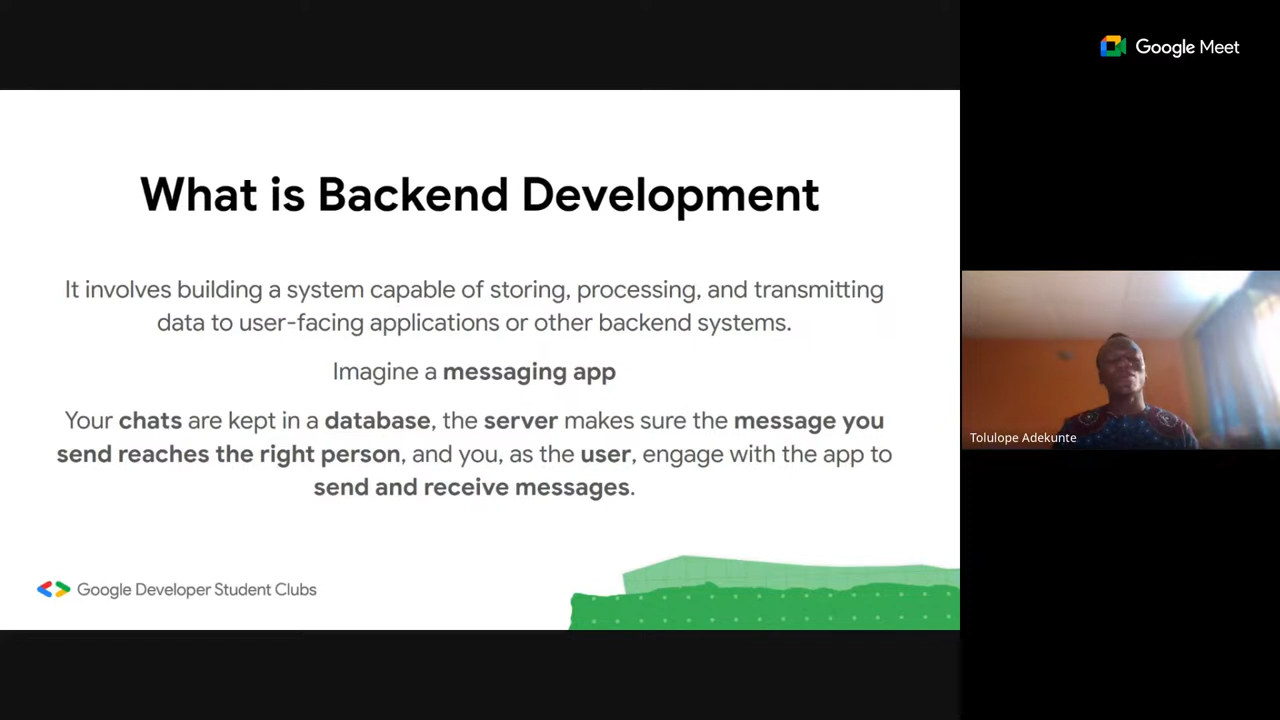 Google Meet
What is Backend Development
It involves building a system capable of storing, processing, and transmitting
data to user-facing applications or other backend systems.
Imagine a messaging app
Your chats are kept in a database, the server makes sure the message you
send reaches the right person, and you, as the user, engage with the app to
send and receive messages.
Tolulope Adekunte
Google Developer Student Clubs